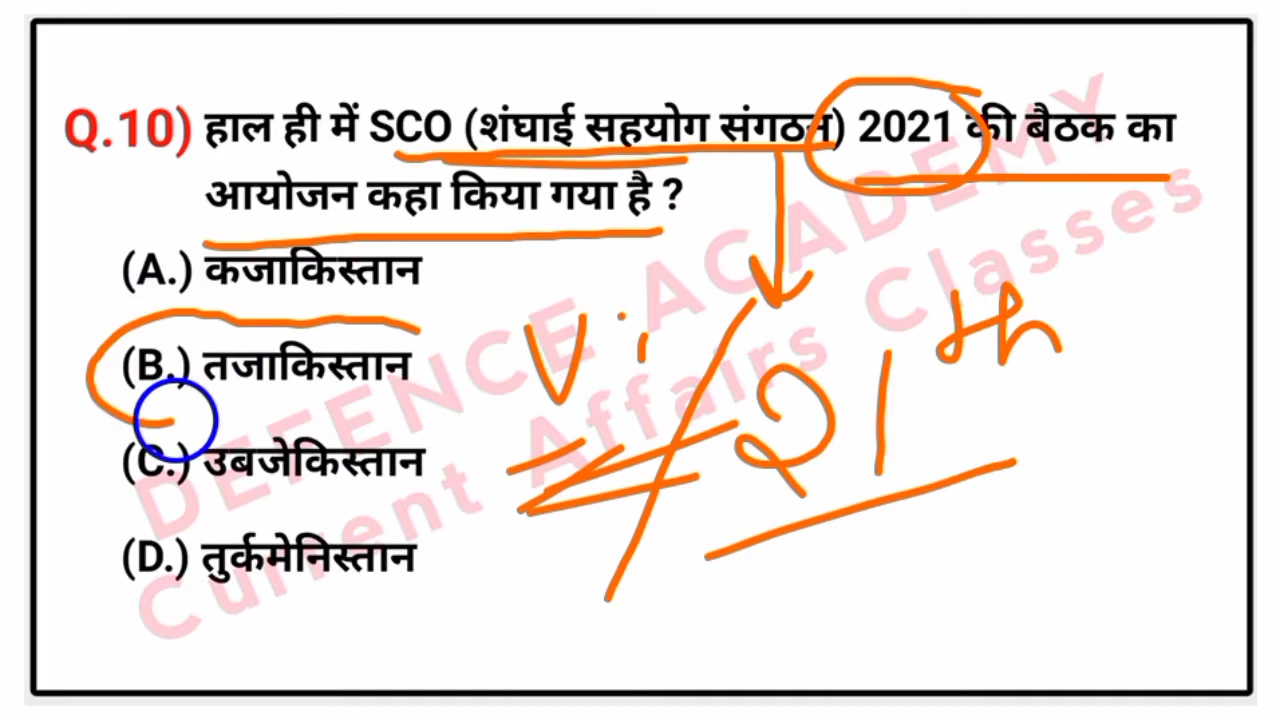 Q.10) हाल ही में SCO (शंघाई सहयोग संगठन) 2021 की बैठक का
आयोजन कहा किया गया है ?
(A.) कजाकिस्तान
(B.) तजाकिस्तान
(C.) उबजेकिस्तान
(D.) तुर्कमेनिस्तान
21th
DEFENCE ACADEMY
Current Affairs Classes